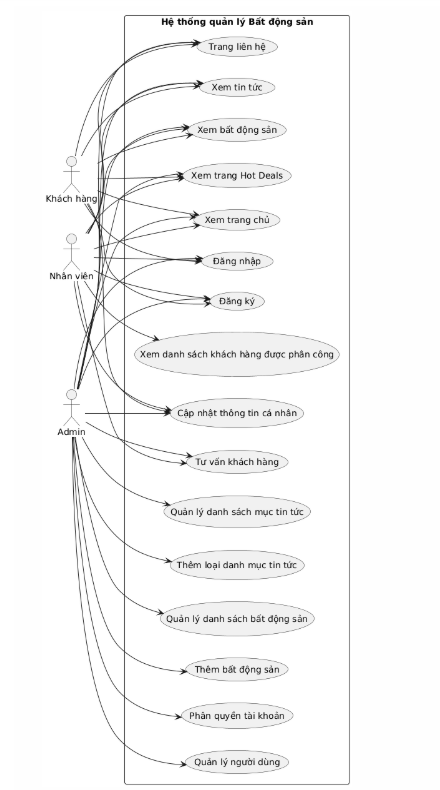 Hệ thống quản lý Bất động sản
Trang liên hệ
Xem tin tức
Xem bất động sản
Khách hàng
Xem trang Hot Deals
Xem trang chủ
Nhân viên
Đăng nhập
Đăng ký
Xem danh sách khách hàng được phân công
Admin
Cập nhật thông tin cá nhân
Tư vấn khách hàng
Quản lý danh sách mục tin tức
Thêm loại danh mục tin tức
Quản lý danh sách bất động sản
Thêm bất động sản
Phân quyền tài khoản
Quản lý người dùng